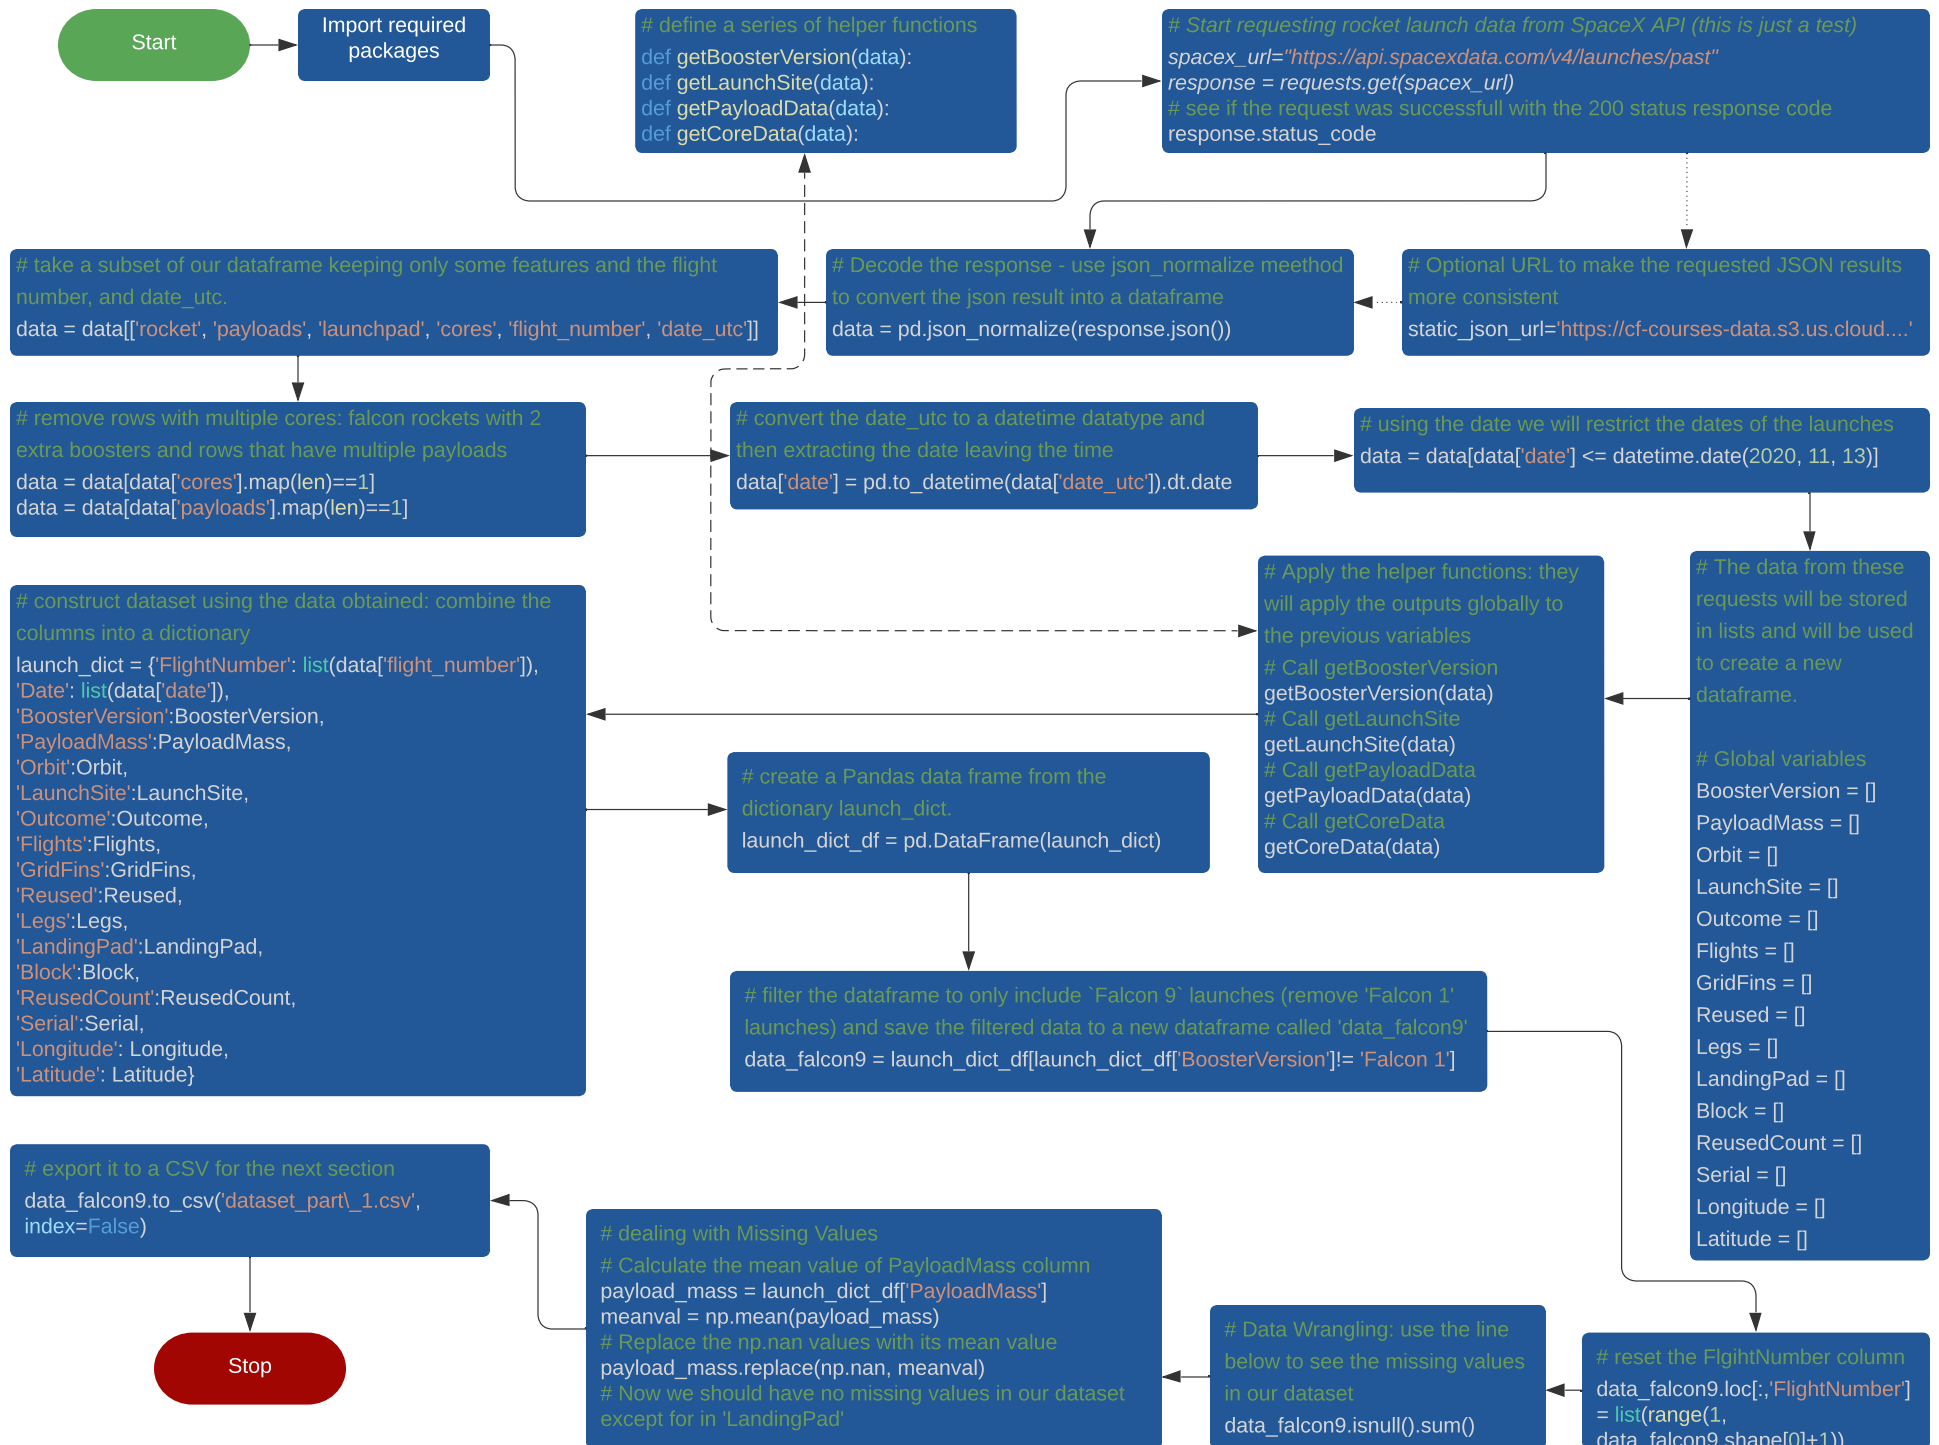 Start
Import required
packages
# define a series of helper functions
def getBoosterVersion(data):
def getLaunchSite(data):
def getPayloadData(data):
def getCoreData(data):
# Start requesting rocket launch data from SpaceX API (this is just a test)
spacex_url="https://api.spacexdata.com/v4/launches/past"
response = requests.get(spacex_url)
# see if the request was successfull with the 200 status response code
response.status_code
# take a subset of our dataframe keeping only some features and the flight
number, and date_utc.
data = data[['rocket', 'payloads', 'launchpad', 'cores', 'flight_number', 'date_utc']]
# Decode the response - use json_normalize meethod
to convert the json result into a dataframe
data = pd.json_normalize(response.json())
# Optional URL to make the requested JSON results
more consistent
static_json_url='https://cf-courses-data.s3.us.cloud....'
# remove rows with multiple cores: falcon rockets with 2
extra boosters and rows that have multiple payloads
data = data[data['cores'].map(len)==1]
data = data[data['payloads'].map(len)==1]
# convert the date_utc to a datetime datatype and
then extracting the date leaving the time
data['date'] = pd.to_datetime(data['date_utc']).dt.date
# using the date we will restrict the dates of the launches
data = data[data['date'] <= datetime.date(2020, 11, 13)]
# The data from these
requests will be stored
in lists and will be used
to create a new
dataframe.
# Global variables
BoosterVersion = []
PayloadMass = []
Orbit = []
LaunchSite = []
Outcome = []
Flights = []
GridFins = []
Reused = []
Legs = []
LandingPad = []
Block = []
ReusedCount = []
Serial = []
Longitude = []
Latitude = []
# Apply the helper functions: they
will apply the outputs globally to
the previous variables
# Call getBoosterVersion
getBoosterVersion(data)
# Call getLaunchSite
getLaunchSite(data)
# Call getPayloadData
getPayloadData(data)
# Call getCoreData
getCoreData(data)
# construct dataset using the data obtained: combine the
columns into a dictionary
launch_dict = {'FlightNumber': list(data['flight_number']),
'Date': list(data['date']),
'BoosterVersion':BoosterVersion,
'PayloadMass':PayloadMass,
'Orbit':Orbit,
'LaunchSite':LaunchSite,
'Outcome':Outcome,
'Flights':Flights,
'GridFins':GridFins,
'Reused':Reused,
'Legs':Legs,
'LandingPad':LandingPad,
'Block':Block,
'ReusedCount':ReusedCount,
'Serial':Serial,
'Longitude': Longitude,
'Latitude': Latitude}
# create a Pandas data frame from the
dictionary launch_dict.
launch_dict_df = pd.DataFrame(launch_dict)
# filter the dataframe to only include `Falcon 9` launches (remove 'Falcon 1'
launches) and save the filtered data to a new dataframe called 'data_falcon9'
data_falcon9 = launch_dict_df[launch_dict_df['BoosterVersion']!= 'Falcon 1']
# reset the FlgihtNumber column
data_falcon9.loc[:,'FlightNumber']
= list(range(1,
data_falcon9.shape[0]+1))
# Data Wrangling: use the line
below to see the missing values
in our dataset
data_falcon9.isnull().sum()
# dealing with Missing Values
# Calculate the mean value of PayloadMass column
payload_mass = launch_dict_df['PayloadMass']
meanval = np.mean(payload_mass)
# Replace the np.nan values with its mean value
payload_mass.replace(np.nan, meanval)
# Now we should have no missing values in our dataset
except for in 'LandingPad'
# export it to a CSV for the next section
data_falcon9.to_csv('dataset_part\_1.csv',
index=False)
Stop